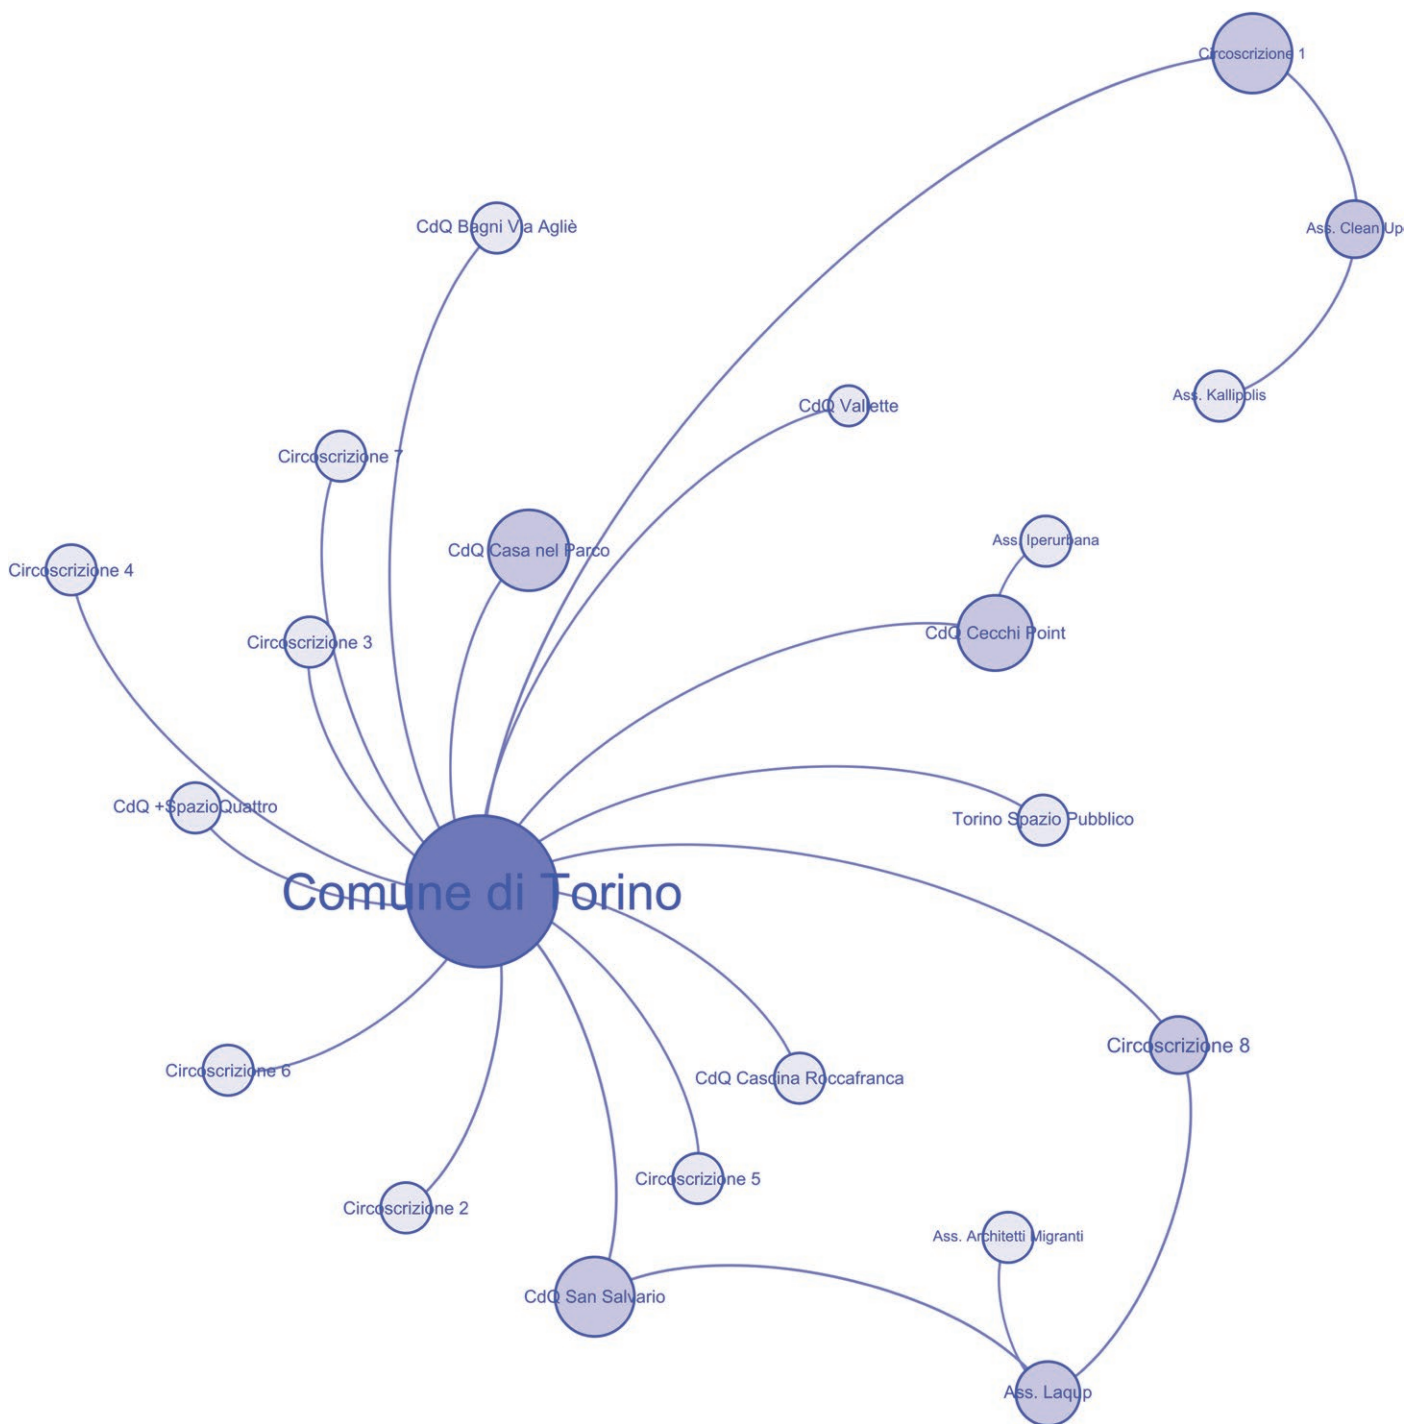 Circoscrizione 1
CdQ Bagni Via Agliè
Ass. Clean Up
Ass. Kallipolis
CdQ Vallette
Circoscrizione 7
Ass. Iperurbana
CdQ Casa nel Parco
Circoscrizione 4
CdQ Cecchi Point
Circoscrizione 3
CdQ +SpazioQuattro
Torino Spazio Pubblico
Comune di Torino
Circoscrizione 8
Circoscrizione 6
CdQ Cascina Roccafranca
Circoscrizione 5
Circoscrizione 2
Ass. Architetti Migranti
CdQ San Salvario
Ass. Laqup